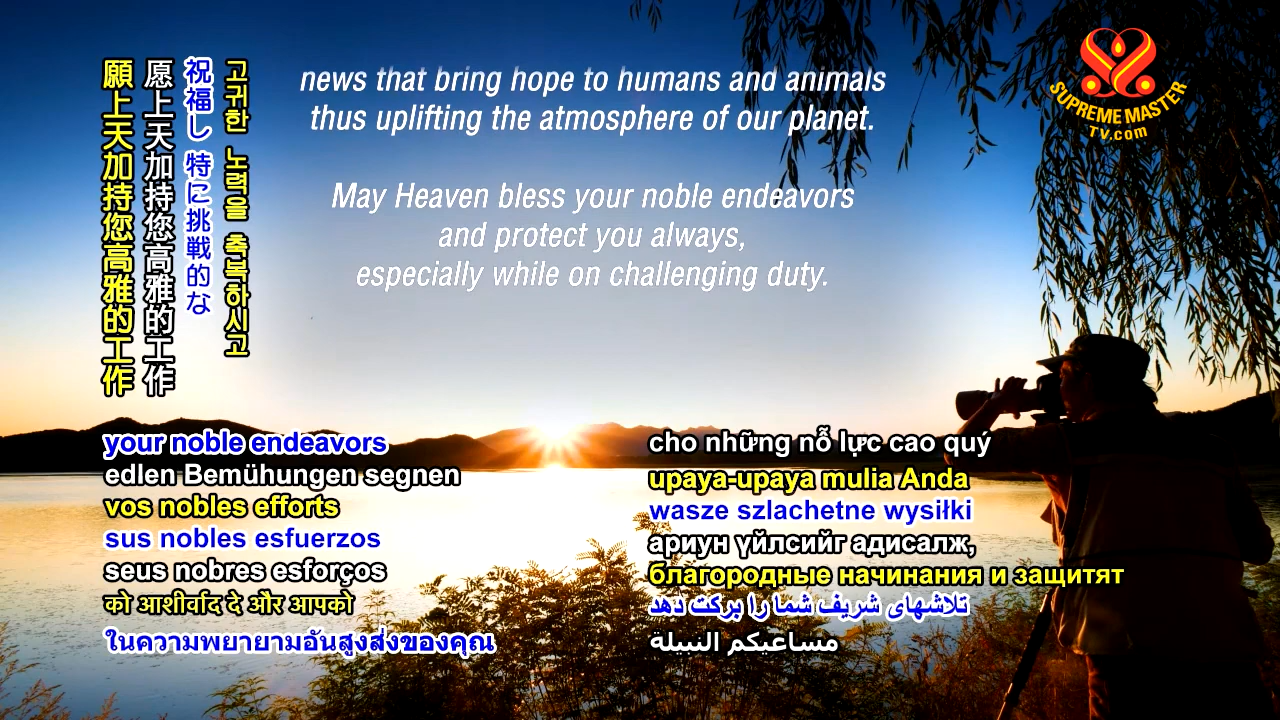 news that bring hope to humans and animals
thus uplifting the atmosphere of our planet.
May Heaven bless your noble endeavors
and protect you always,
especially while on challenging duty.
SUPREME MASTER
TV.com
고귀한 노력을 축복하시고
祝福し 特に挑戦的な
愿上天加持您高雅的工作
願上天加持您高雅的工作
your noble endeavors
edlen Bemühungen segnen
vos nobles efforts
sus nobles esfuerzos
seus nobres esforços
को आशीर्वाद दे और आपको
ในความพยายามอันสูงส่งของคุณ
cho những nỗ lực cao quý
upaya-upaya mulia Anda
wasze szlachetne wysiłki
ариун үйлсийг адисалж,
благородные начинания и защитят
تلاشهای شریف شما را برکت دهد
مساعيكم النبيلة